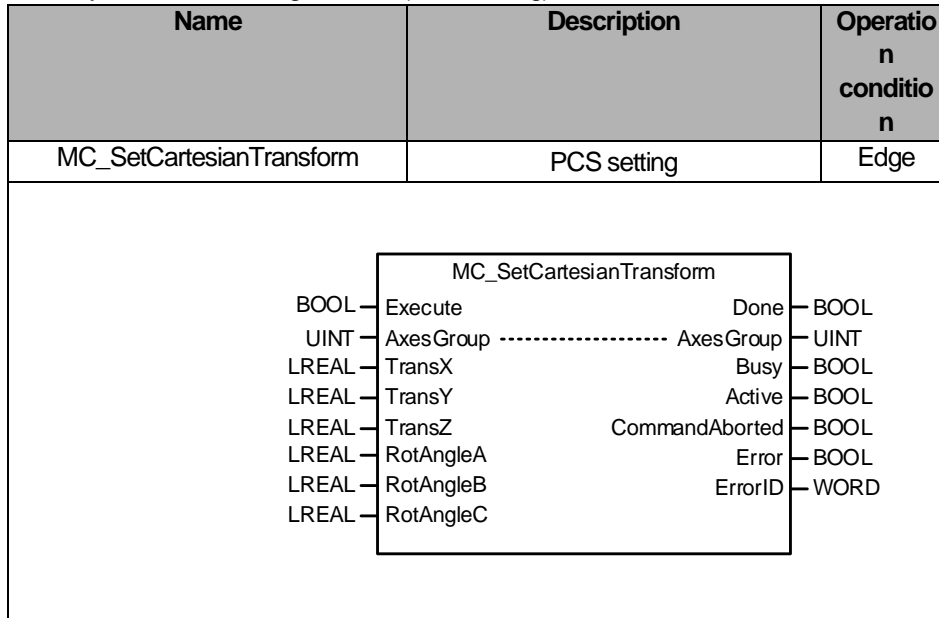 Name Description Operatio
n
conditio
n
MC_SetCartesianTransform PCS setting Edge
MC_SetCartesianTransform
BOOL Execute Done BOOL
UINT AxesGroup AxesGroup UINT
LREAL TransX Busy BOOL
LREAL TransY Active BOOL
LREAL TransZ CommandAborted BOOL
LREAL RotAngleA Error BOOL
LREAL RotAngleB ErrorID WORD
LREAL RotAngleC